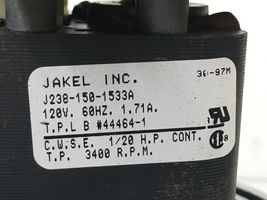 JAKEL INC.
J238-150-1533A
120V. 60HZ. 1.71A.
T.P.L B #44464-1
C.W.S.E. 1/20 H.P. CONT.
T.P. 3400 R.P.M.